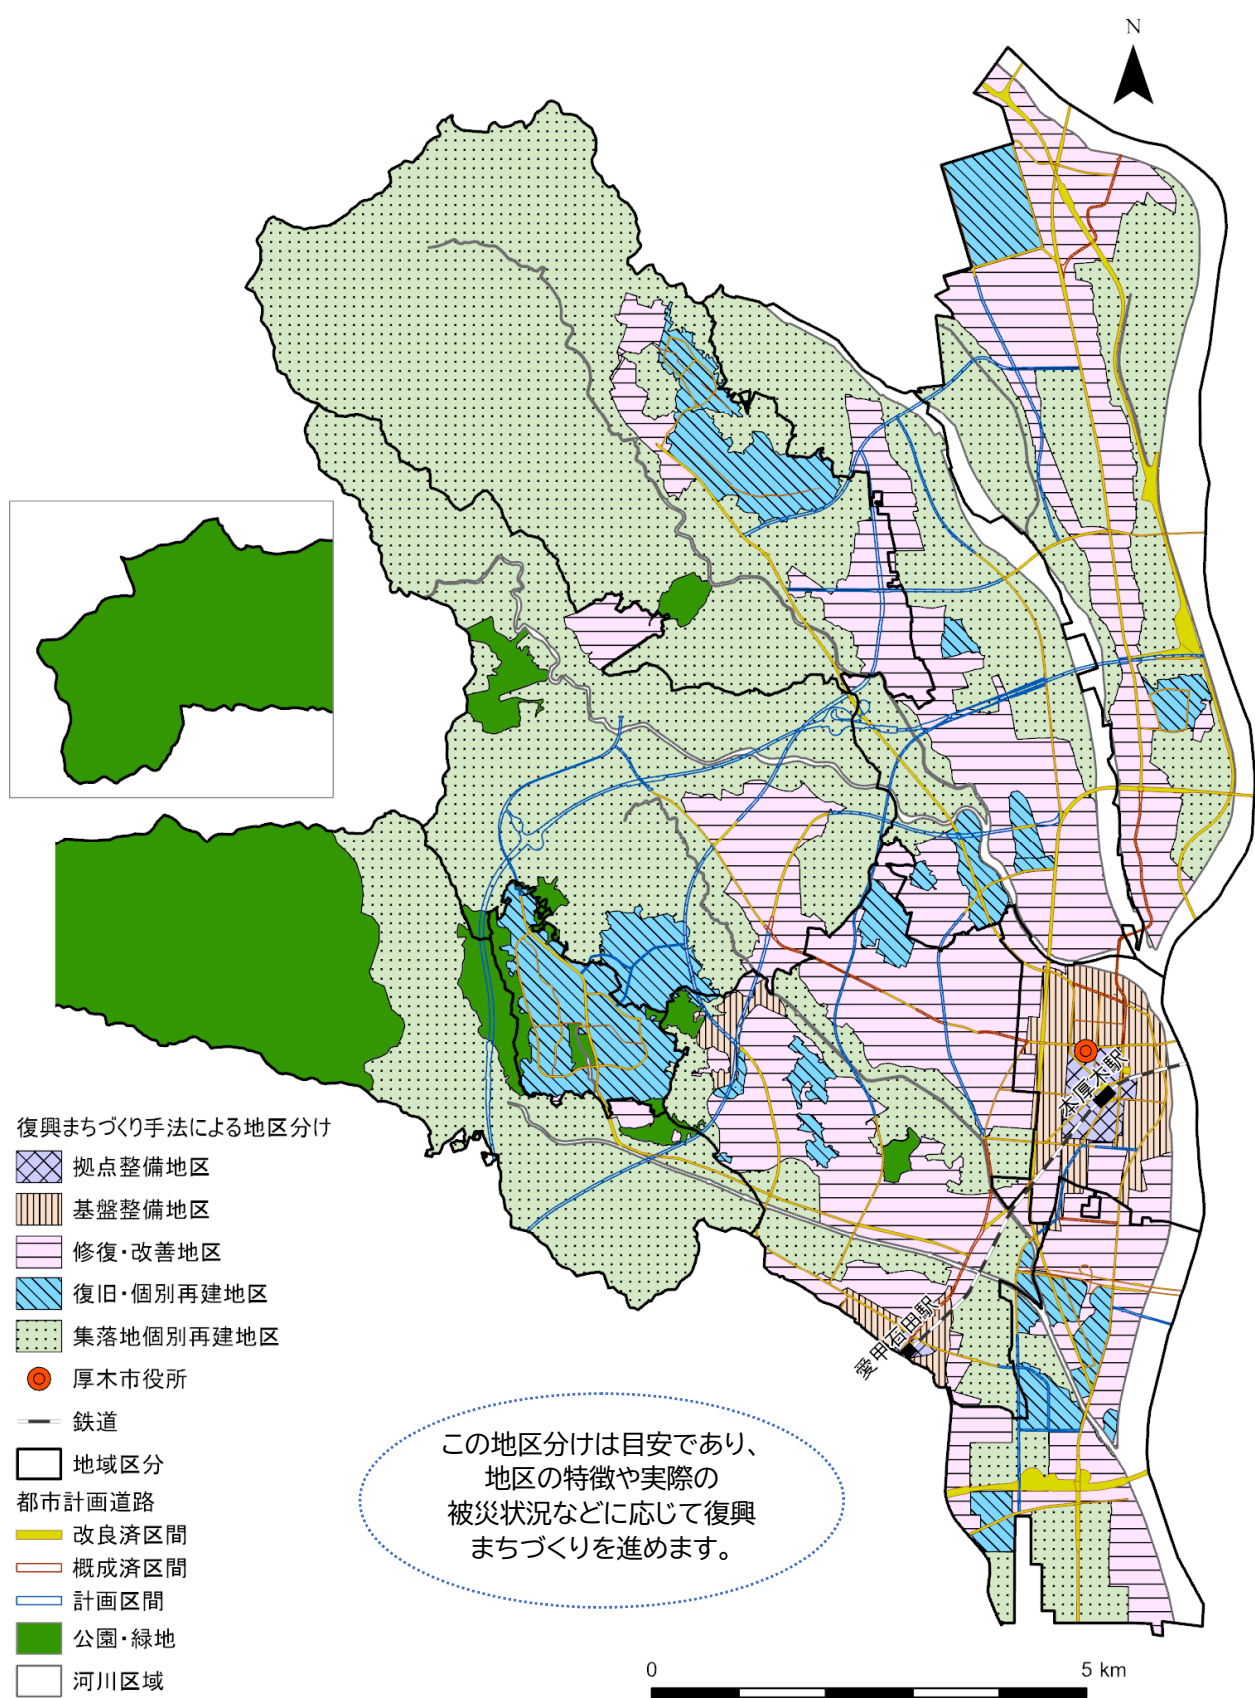 N
本厚木駅
愛甲石田駅
復興まちづくり手法による地区分け
拠点整備地区
基盤整備地区
修復・改善地区
復旧・個別再建地区
集落地個別再建地区
厚木市役所
鉄道
地域区分
都市計画道路
改良済区間
概成済区間
計画区間
公園・緑地
河川区域
この地区分けは目安であり、
地区の特徴や実際の
被災状況などに応じて復興
まちづくりを進めます。
0 5 km